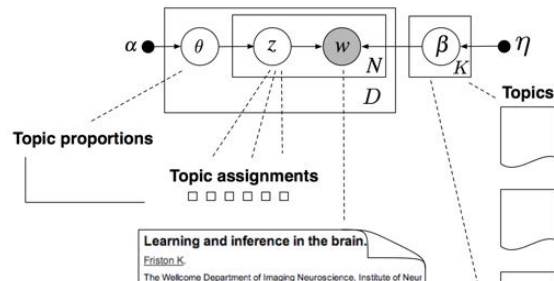 α θ z w β η
N K
D
Topics
Topic proportions
Topic assignments
Learning and inference in the brain.
Friston K.
The Wellcome Department of Imaging Neuroscience, Institute of Neur